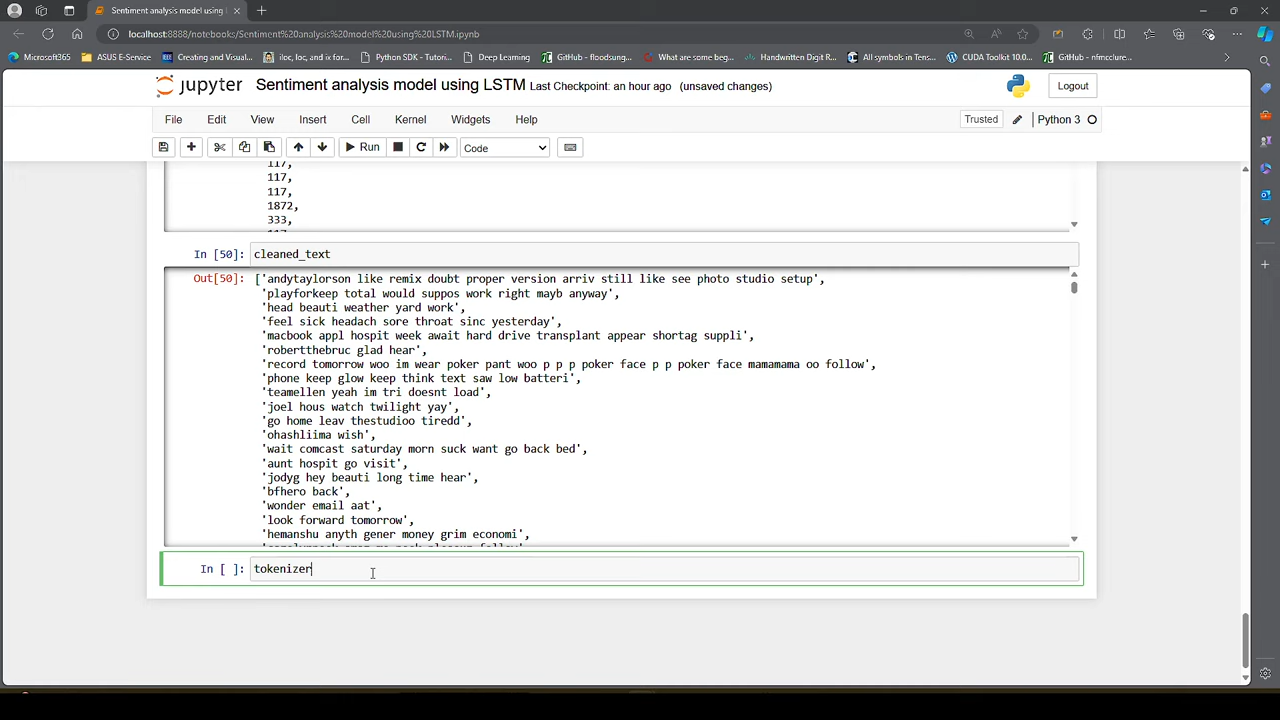 Sentiment analysis model using L
localhost:8888/notebooks/Sentiment%20analysis%20model%20using%20LSTM.ipynb
Microsoft365
ASUS E-Service
Creating and Visual...
iloc, loc, and ix for...
Python SDK - Tutori...
Deep Learning
GitHub - floodsung...
What are some beg...
Handwritten Digit R...
All symbols in Tens...
CUDA Toolkit 10.0...
GitHub - nfmcclure...
jupyter Sentiment analysis model using LSTM Last Checkpoint: an hour ago (unsaved changes)
Logout
File Edit View Insert Cell Kernel Widgets Help
Trusted
Python 3
Run
Code
117,
117,
117,
1872,
333,
In [50]: cleaned_text
Out[50]: ['andytaylorson like remix doubt proper version arriv still like see photo studio setup',
'playforkeep total would suppos work right mayb anyway',
'head beauti weather yard work',
'feel sick headach sore throat sinc yesterday',
'macbook appl hospit week await hard drive transplant appear shortag suppli',
'robertthebruc glad hear',
'record tomorrow woo im wear poker pant woo p p p poker face p p poker face mamamama oo follow',
'phone keep glow keep think text saw low batteri',
'teamellen yeah im tri doesnt load',
'joel hous watch twilight yay',
'go home leav thestudioo tiredd',
'ohashliima wish',
'wait comcast saturday morn suck want go back bed',
'aunt hospit go visit',
'jodyg hey beauti long time hear',
'bfhero back',
'wonder email aat',
'look forward tomorrow',
'hemanshu anyth gener money grim economi',
In [ ]: tokenizer